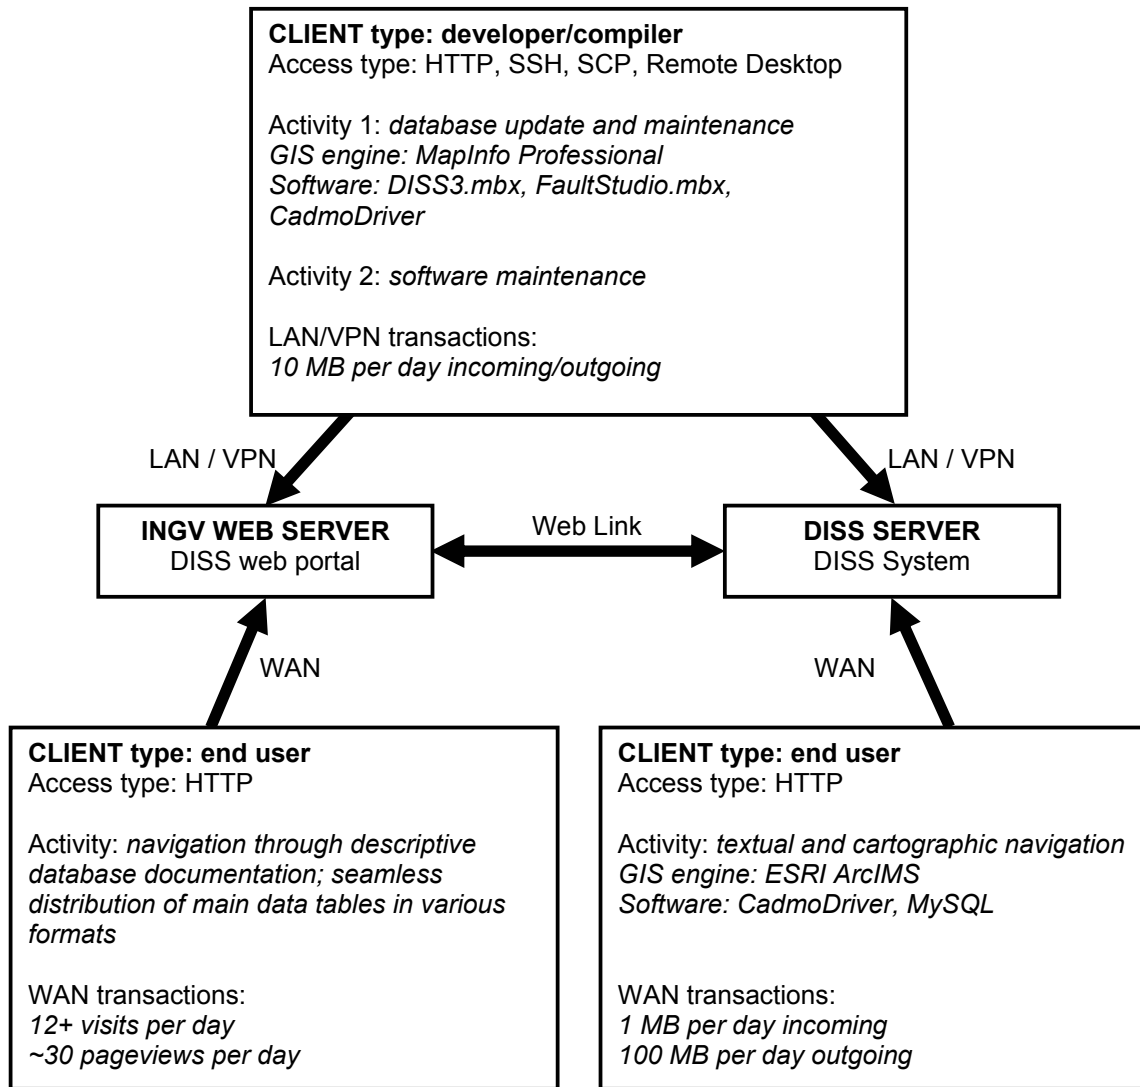 CLIENT type: developer/compiler
Access type: HTTP, SSH, SCP, Remote Desktop
Activity 1: database update and maintenance
GIS engine: MapInfo Professional
Software: DISS3.mbx, FaultStudio.mbx,
CadmoDriver
Activity 2: software maintenance
LAN/VPN transactions:
10 MB per day incoming/outgoing
LAN / VPN
LAN / VPN
INGV WEB SERVER
DISS web portal
Web Link
DISS SERVER
DISS System
WAN
WAN
CLIENT type: end user
Access type: HTTP
Activity: navigation through descriptive
database documentation; seamless
distribution of main data tables in various
formats
WAN transactions:
12+ visits per day
~30 pageviews per day
CLIENT type: end user
Access type: HTTP
Activity: textual and cartographic navigation
GIS engine: ESRI ArcIMS
Software: CadmoDriver, MySQL
WAN transactions:
1 MB per day incoming
100 MB per day outgoing